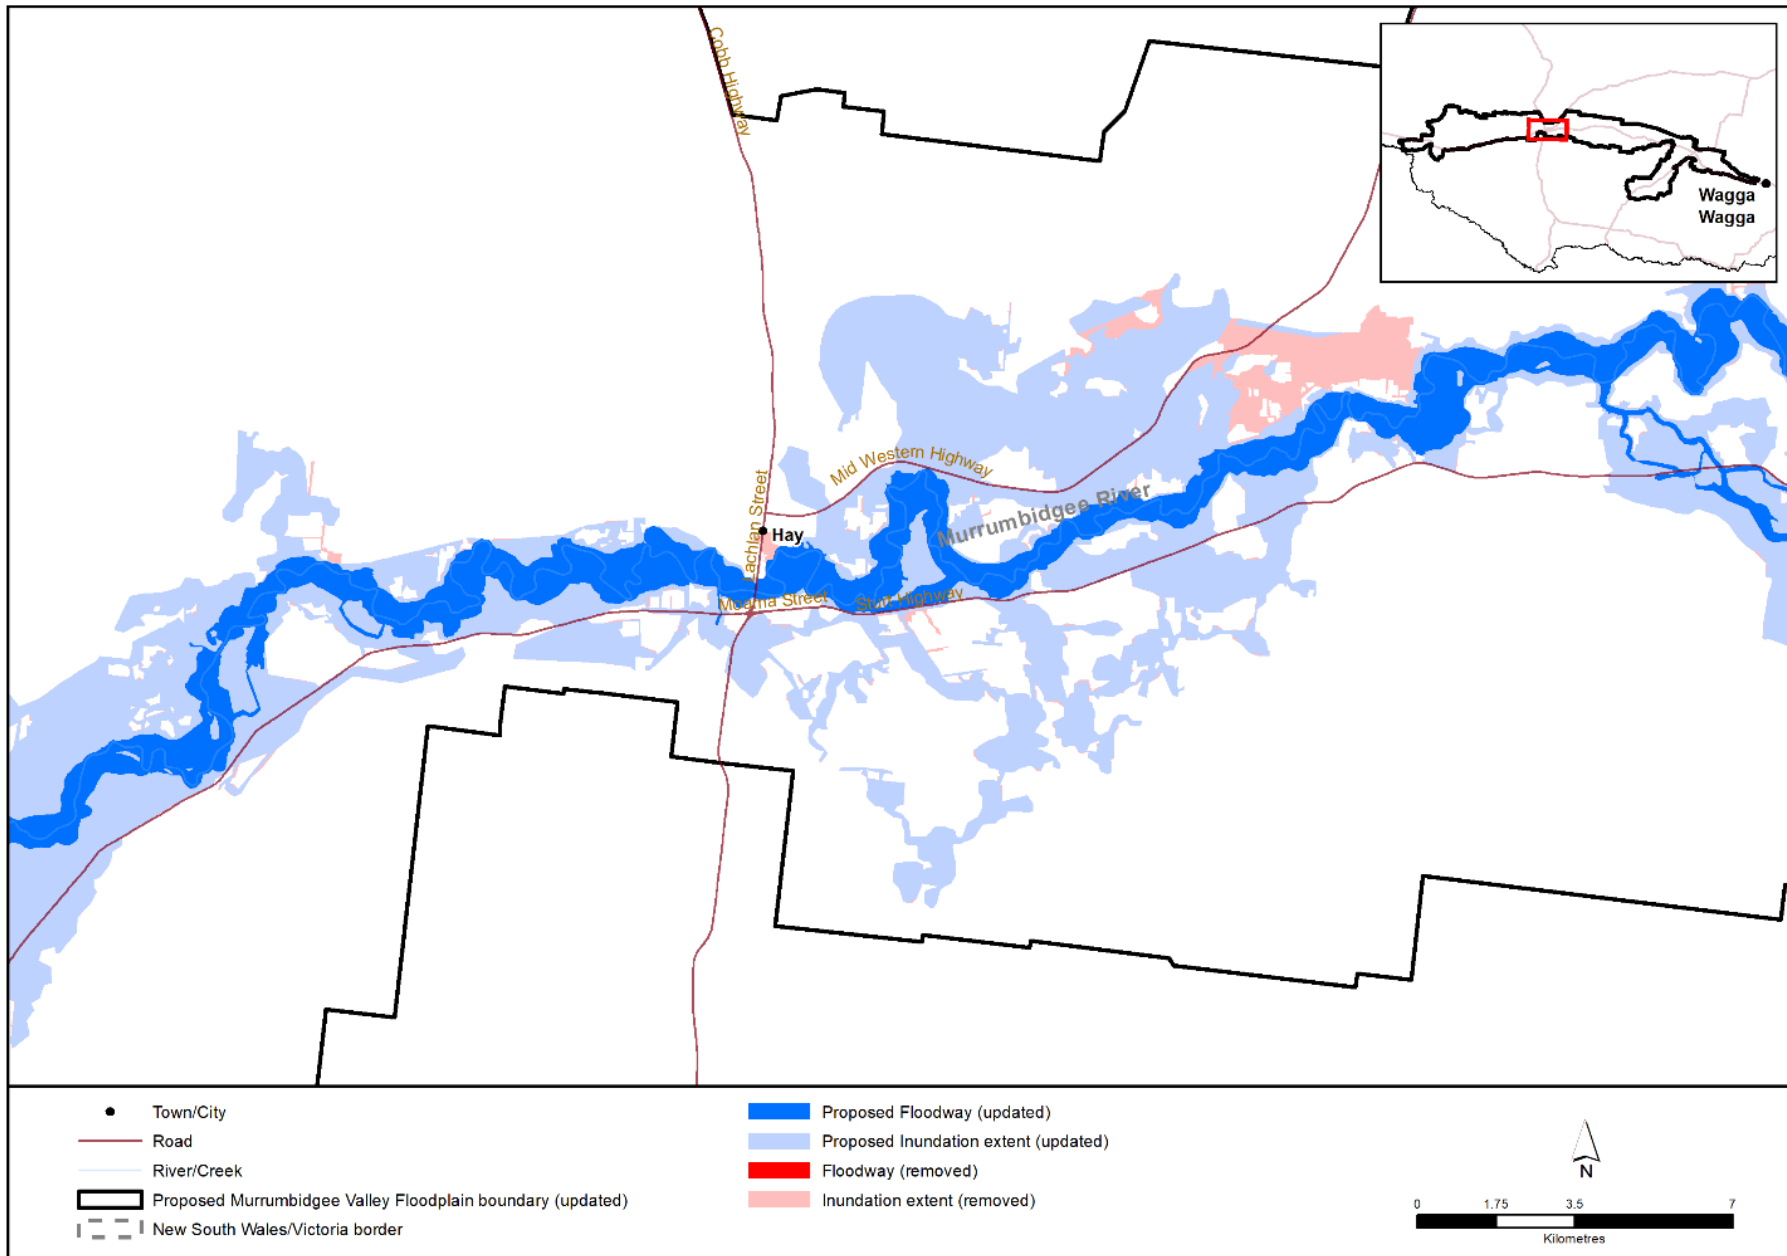 Cobb Highway
Wagga
Wagga
Mid Western Highway
Lachlan Street
Hay
Murrumbidgee River
Moama Street
Sturt Highway
Town/City
Road
River/Creek
Proposed Murrumbidgee Valley Floodplain boundary (updated)
New South Wales/Victoria border
Proposed Floodway (updated)
Proposed Inundation extent (updated)
Floodway (removed)
Inundation extent (removed)
N
0 1.75 3.5 7
Kilometres